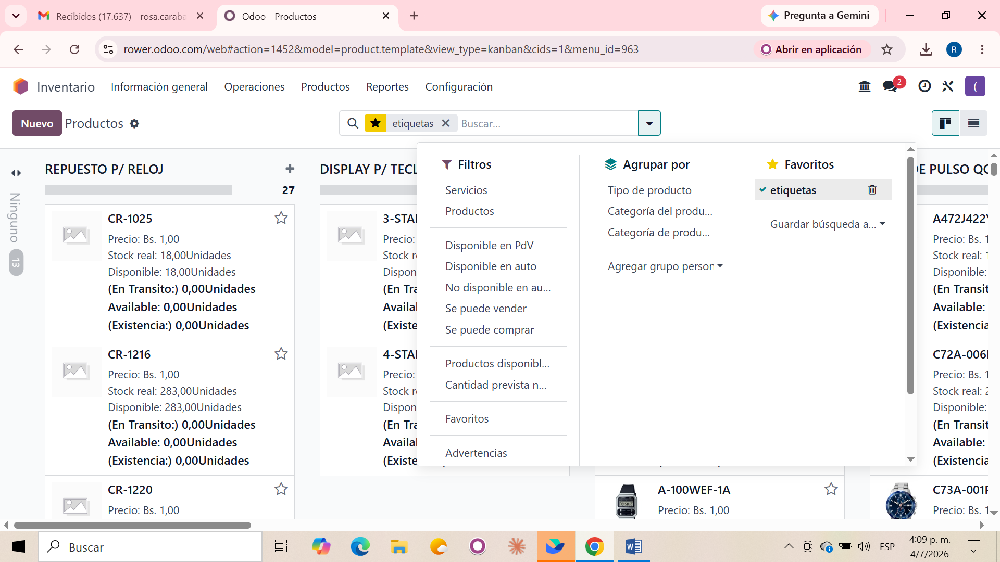 Recibidos (17.637) - rosa.caraba
Odoo - Productos
Pregunta a Gemini
rower.odoo.com/web#action=1452&model=product.template&view_type=kanban&cids=1&menu_id=963
Abrir en aplicación
R
Inventario
Información general
Operaciones
Productos
Reportes
Configuración
2
(
Nuevo
Productos
etiquetas
Buscar...
Ninguno
13
REPUESTO P/ RELOJ
27
CR-1025
Precio: Bs. 1,00
Stock real: 18,00Unidades
Disponible: 18,00Unidades
(En Transito:) 0,00Unidades
Available: 0,00Unidades
(Existencia:) 0,00Unidades
CR-1216
Precio: Bs. 1,00
Stock real: 283,00Unidades
Disponible: 283,00Unidades
(En Transito:) 0,00Unidades
Available: 0,00Unidades
(Existencia:) 0,00Unidades
CR-1220
Precio: Bs. 1,00
DISPLAY P/ TECL
3-STA
Precio:
Stock r
Dispon
(En Tra
Availa
(Existe
4-STA
Precio:
Stock r
Dispon
(En Tra
Availa
(Existe
Filtros
Servicios
Productos
Disponible en PdV
Disponible en auto
No disponible en au...
Se puede vender
Se puede comprar
Productos disponibl...
Cantidad prevista n...
Favoritos
Advertencias
Agrupar por
Tipo de producto
Categoría del produ...
Categoría de produ...
Agregar grupo person
Favoritos
etiquetas
Guardar búsqueda a...
A-100WEF-1A
Precio: Bs. 1,00
DE PULSO QC
A472J422Y
Precio: Bs. 1
Stock real: 1
Disponible:
(En Transit
Available:
(Existencia
C72A-006
Precio: Bs. 1
Stock real: 2
Disponible:
(En Transit
Available:
(Existencia
C73A-001F
Precio: Bs. 1
Buscar
ESP
4:09 p. m.
4/7/2026